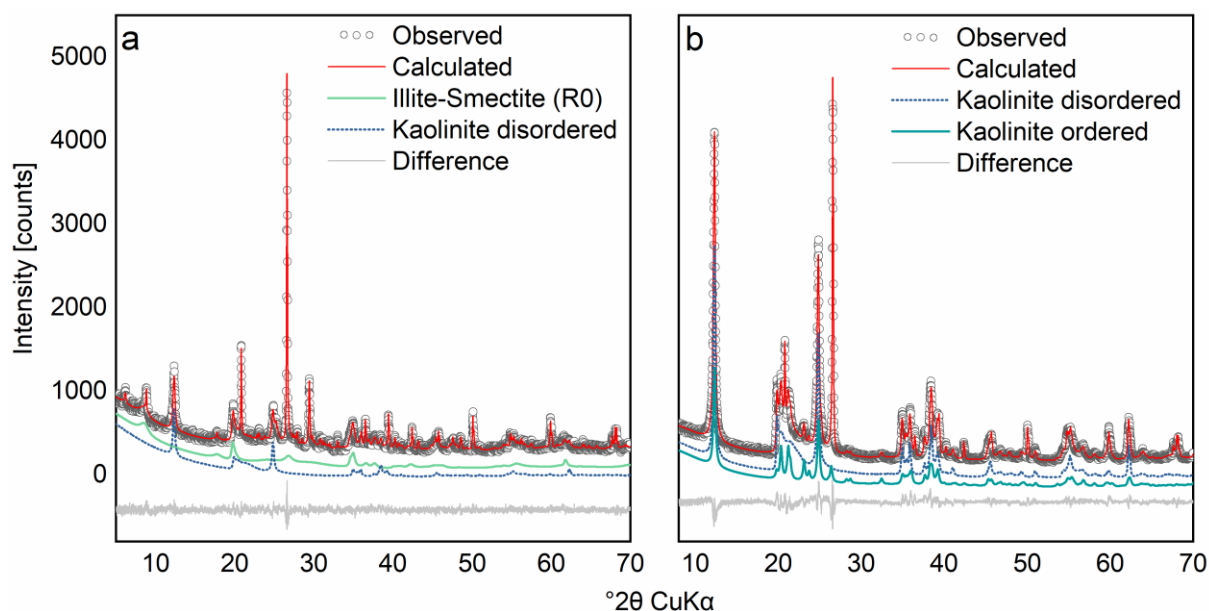 a
Observed
Calculated
Illite-Smectite (R0)
Kaolinite disordered
Difference
b
Observed
Calculated
Kaolinite disordered
Kaolinite ordered
Difference
Intensity [counts]
5000
4000
3000
2000
1000
0
10 20 30 40 50 60 70
10 20 30 40 50 60 70
°2θ CuKα